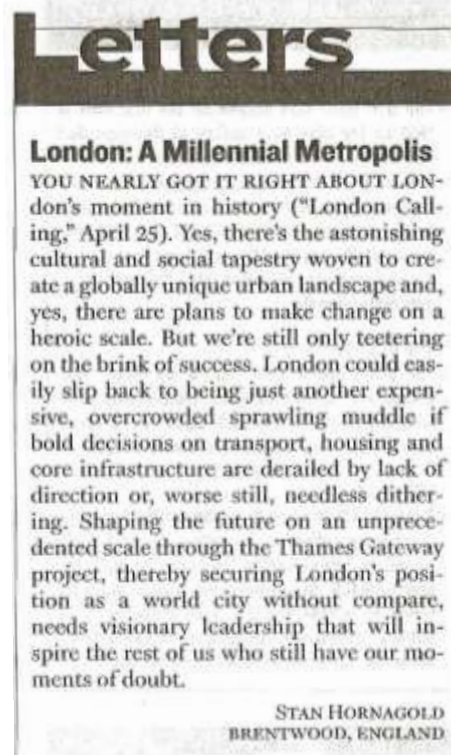 Letters
London: A Millennial Metropolis
YOU NEARLY GOT IT RIGHT ABOUT LON-
don's moment in history ("London Call-
ing," April 25). Yes, there's the astonishing
cultural and social tapestry woven to cre-
ate a globally unique urban landscape and,
yes, there are plans to make change on a
heroic scale. But we're still only teetering
on the brink of success. London could eas-
ily slip back to being just another expen-
sive, overcrowded sprawling muddle if
bold decisions on transport, housing and
core infrastructure are derailed by lack of
direction or, worse still, needless dither-
ing. Shaping the future on an unprece-
dented scale through the Thames Gateway
project, thereby securing London's posi-
tion as a world city without compare,
needs visionary leadership that will in-
spire the rest of us who still have our mo-
ments of doubt.
STAN HORNAGOLD
BRENTWOOD, ENGLAND